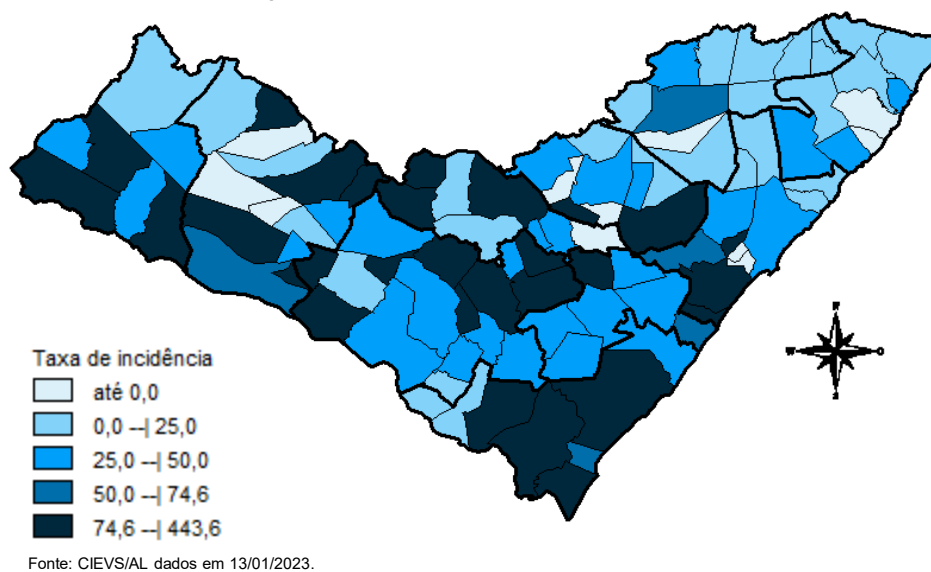 Taxa de incidência
até 0,0
0,0 --| 25,0
25,0 --| 50,0
50,0 --| 74,6
74,6 --| 443,6
Fonte: CIEVS/AL dados em 13/01/2023.